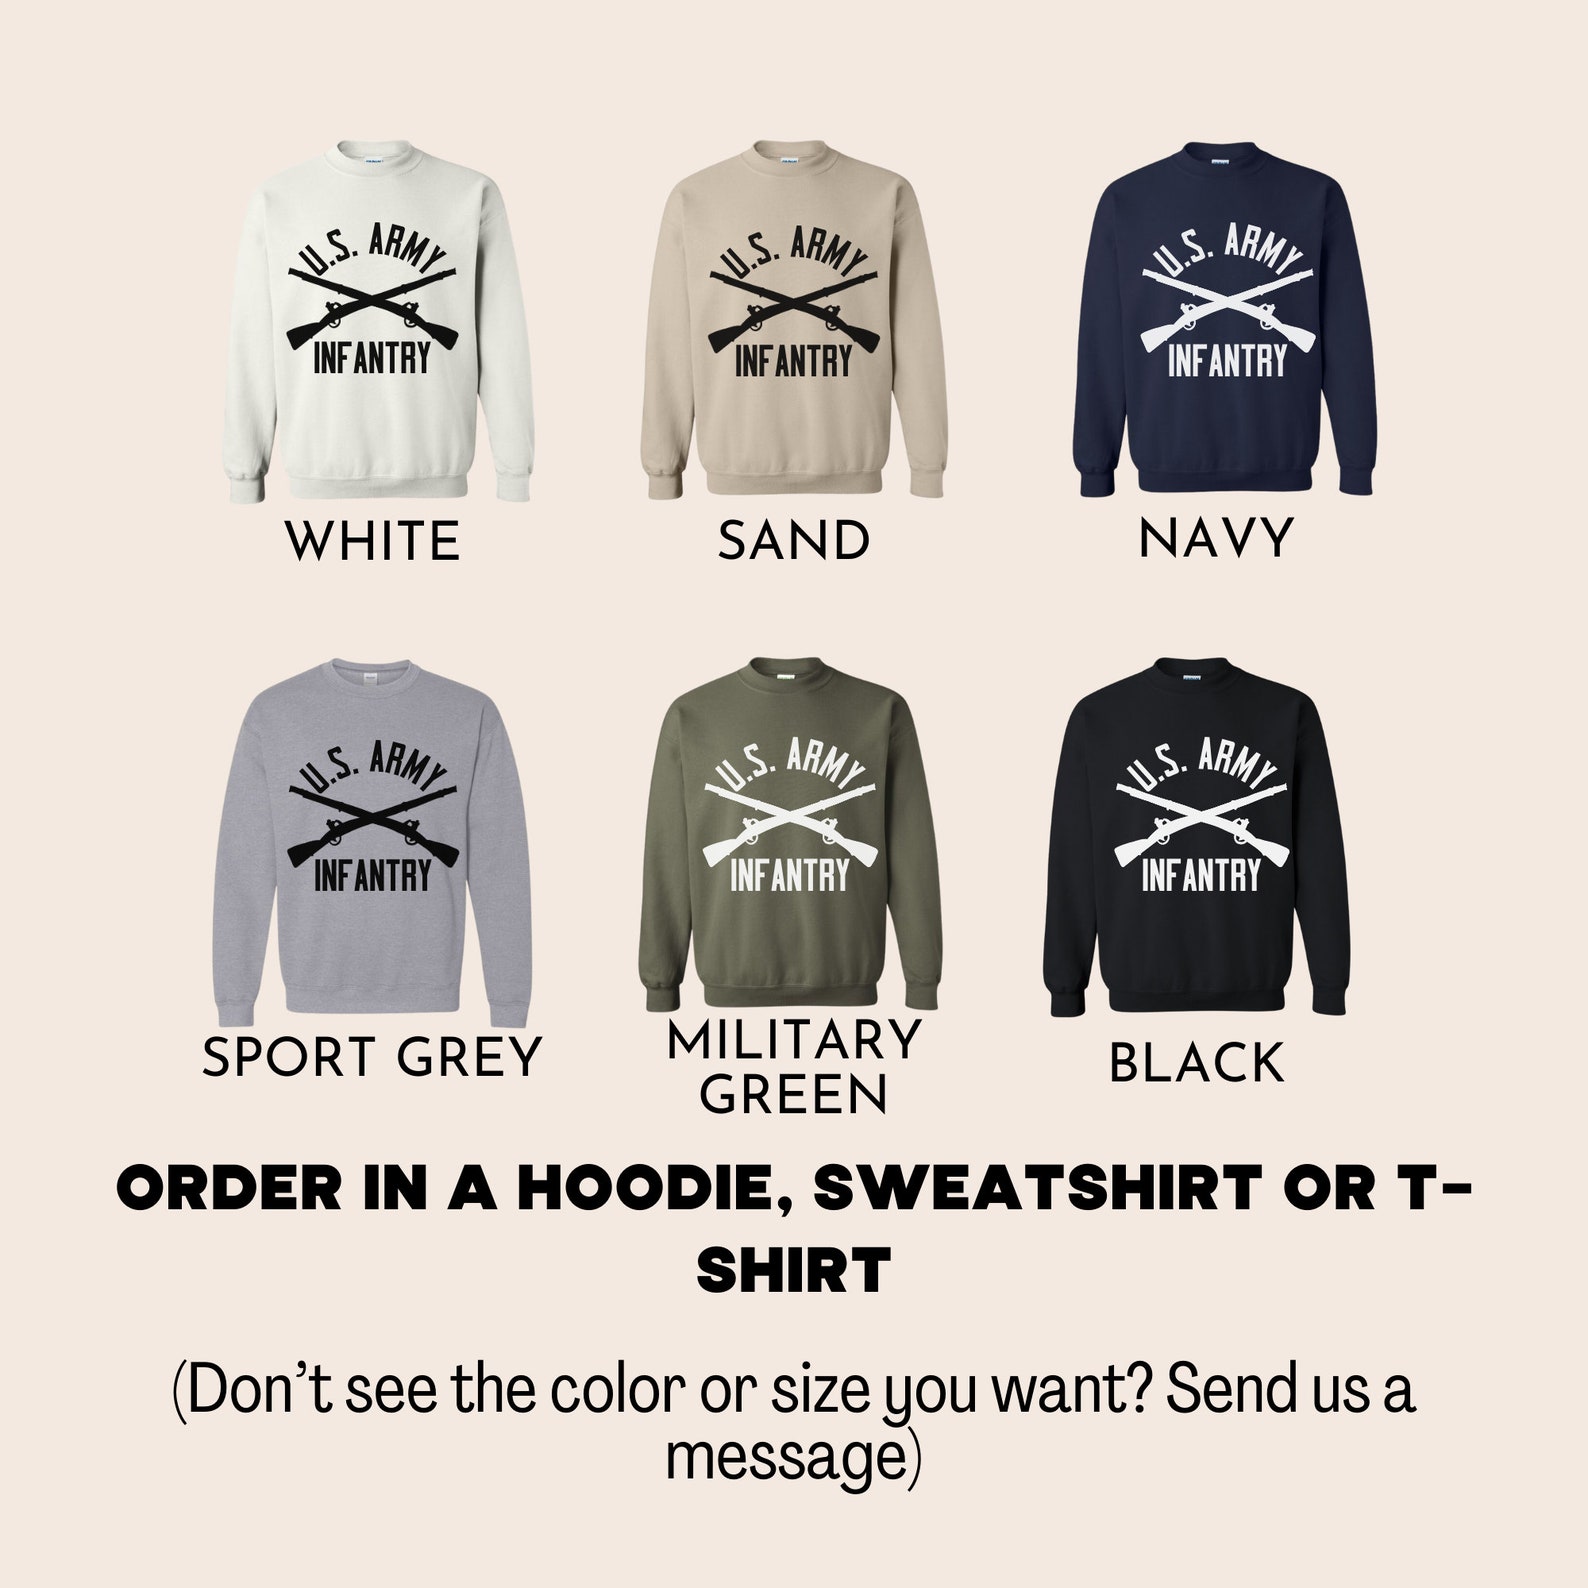 U.S. ARMY
INFANTRY
WHITE
U.S. ARMY
INFANTRY
SAND
U.S. ARMY
INFANTRY
NAVY
U.S. ARMY
INFANTRY
SPORT GREY
U.S. ARMY
INFANTRY
MILITARY
GREEN
U.S. ARMY
INFANTRY
BLACK
ORDER IN A HOODIE, SWEATSHIRT OR T-
SHIRT
(Don’t see the color or size you want? Send us a
message)